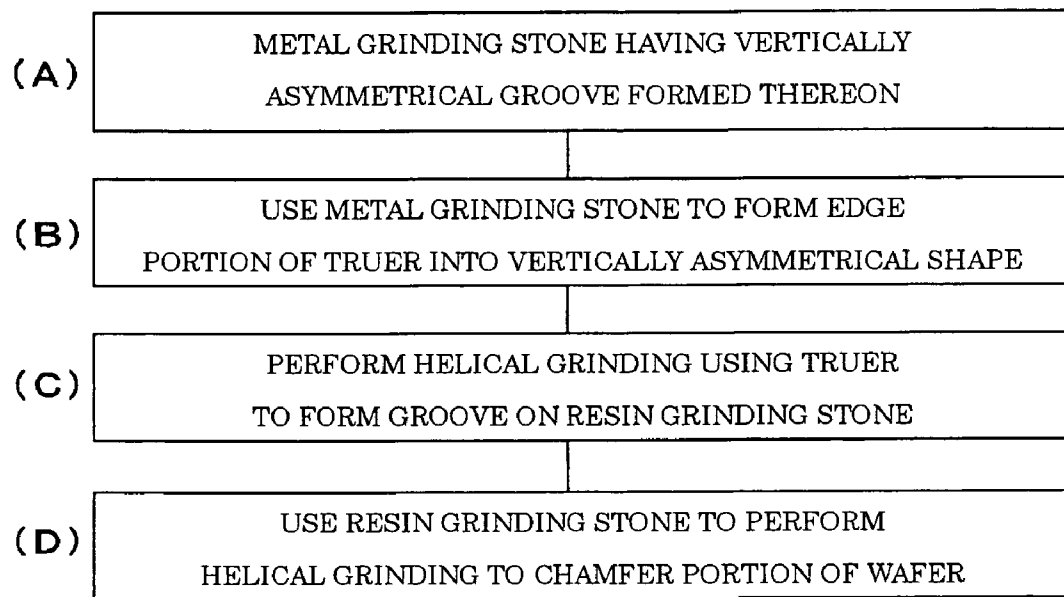 (A)
METAL GRINDING STONE HAVING VERTICALLY
ASYMMETRICAL GROOVE FORMED THEREON
(B)
USE METAL GRINDING STONE TO FORM EDGE
PORTION OF TRUER INTO VERTICALLY ASYMMETRICAL SHAPE
(C)
PERFORM HELICAL GRINDING USING TRUER
TO FORM GROOVE ON RESIN GRINDING STONE
(D)
USE RESIN GRINDING STONE TO PERFORM
HELICAL GRINDING TO CHAMFER PORTION OF WAFER